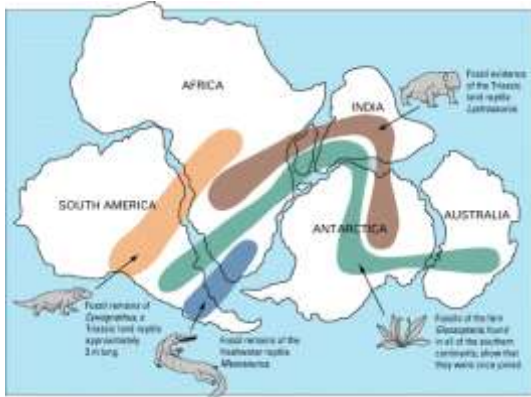 AFRICA
INDIA
SOUTH AMERICA
ANTARCTICA
AUSTRALIA
Fossil evidence
of the Triassic
land reptile
Lystrosaurus.
Fossil remains of
Cynognathus, a
Triassic land reptile
approximately
3 m long.
Fossil remains of the
freshwater reptile
Mesosaurus.
Fossils of the fern
Glossopteris, found
in all of the southern
continents, show that
they were once joined.